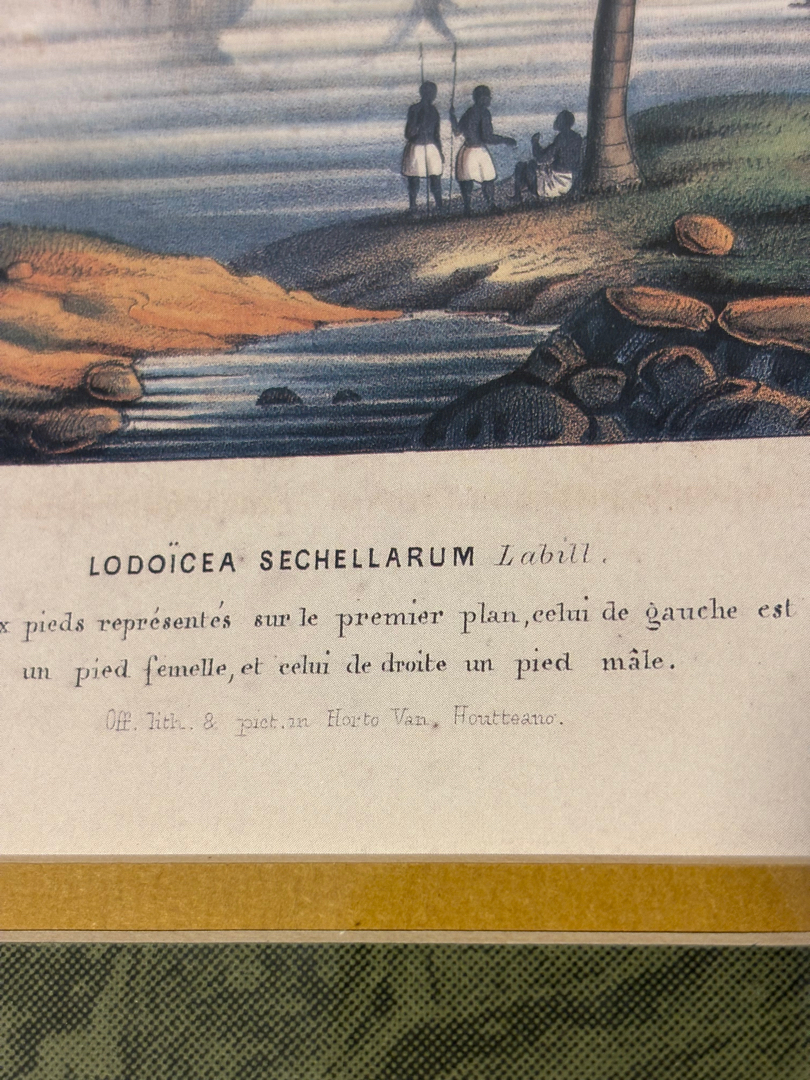 LODOÏCEA SECHELLARUM Labill.
x pieds représentés sur le premier plan, celui de gauche est
un pied femelle, et celui de droite un pied mâle.
Off. lith. & pict. in Horto Van Houtteano.